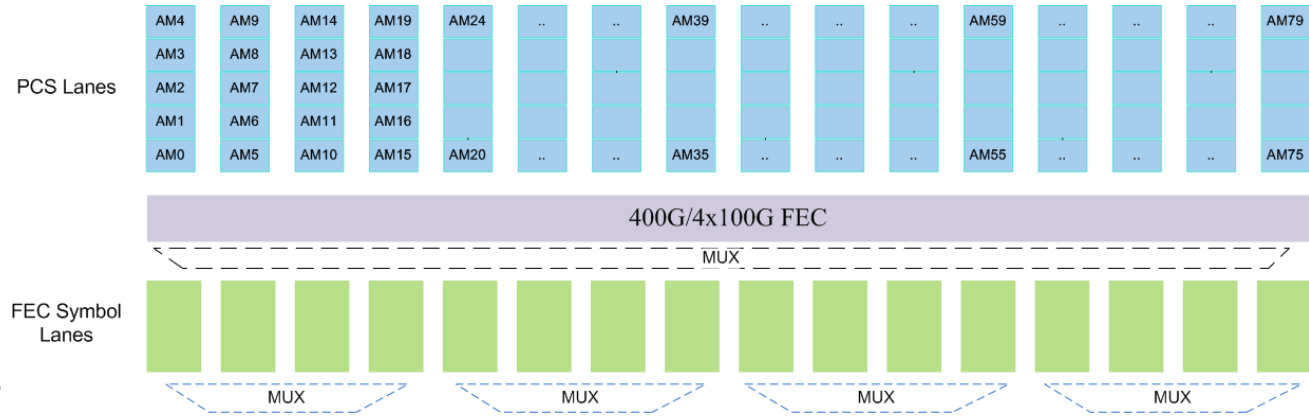 AM4 AM9 AM14 AM19 AM24 .. .. AM39 .. .. .. AM59 .. .. .. AM79
AM3 AM8 AM13 AM18
PCS Lanes AM2 AM7 AM12 AM17
AM1 AM6 AM11 AM16
AM0 AM5 AM10 AM15 AM20 .. .. AM35 .. .. .. AM55 .. .. .. AM75
400G/4x100G FEC
MUX
FEC Symbol
Lanes
MUX MUX MUX MUX